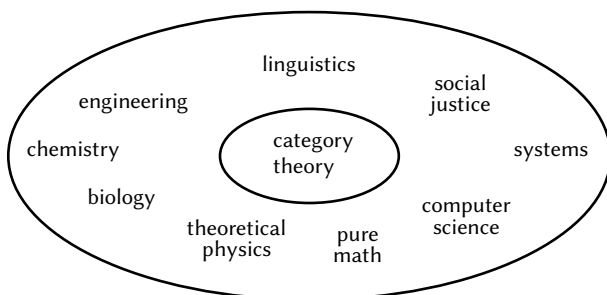 linguistics
social
justice
engineering
category
theory
chemistry
systems
biology
computer
science
theoretical
physics
pure
math